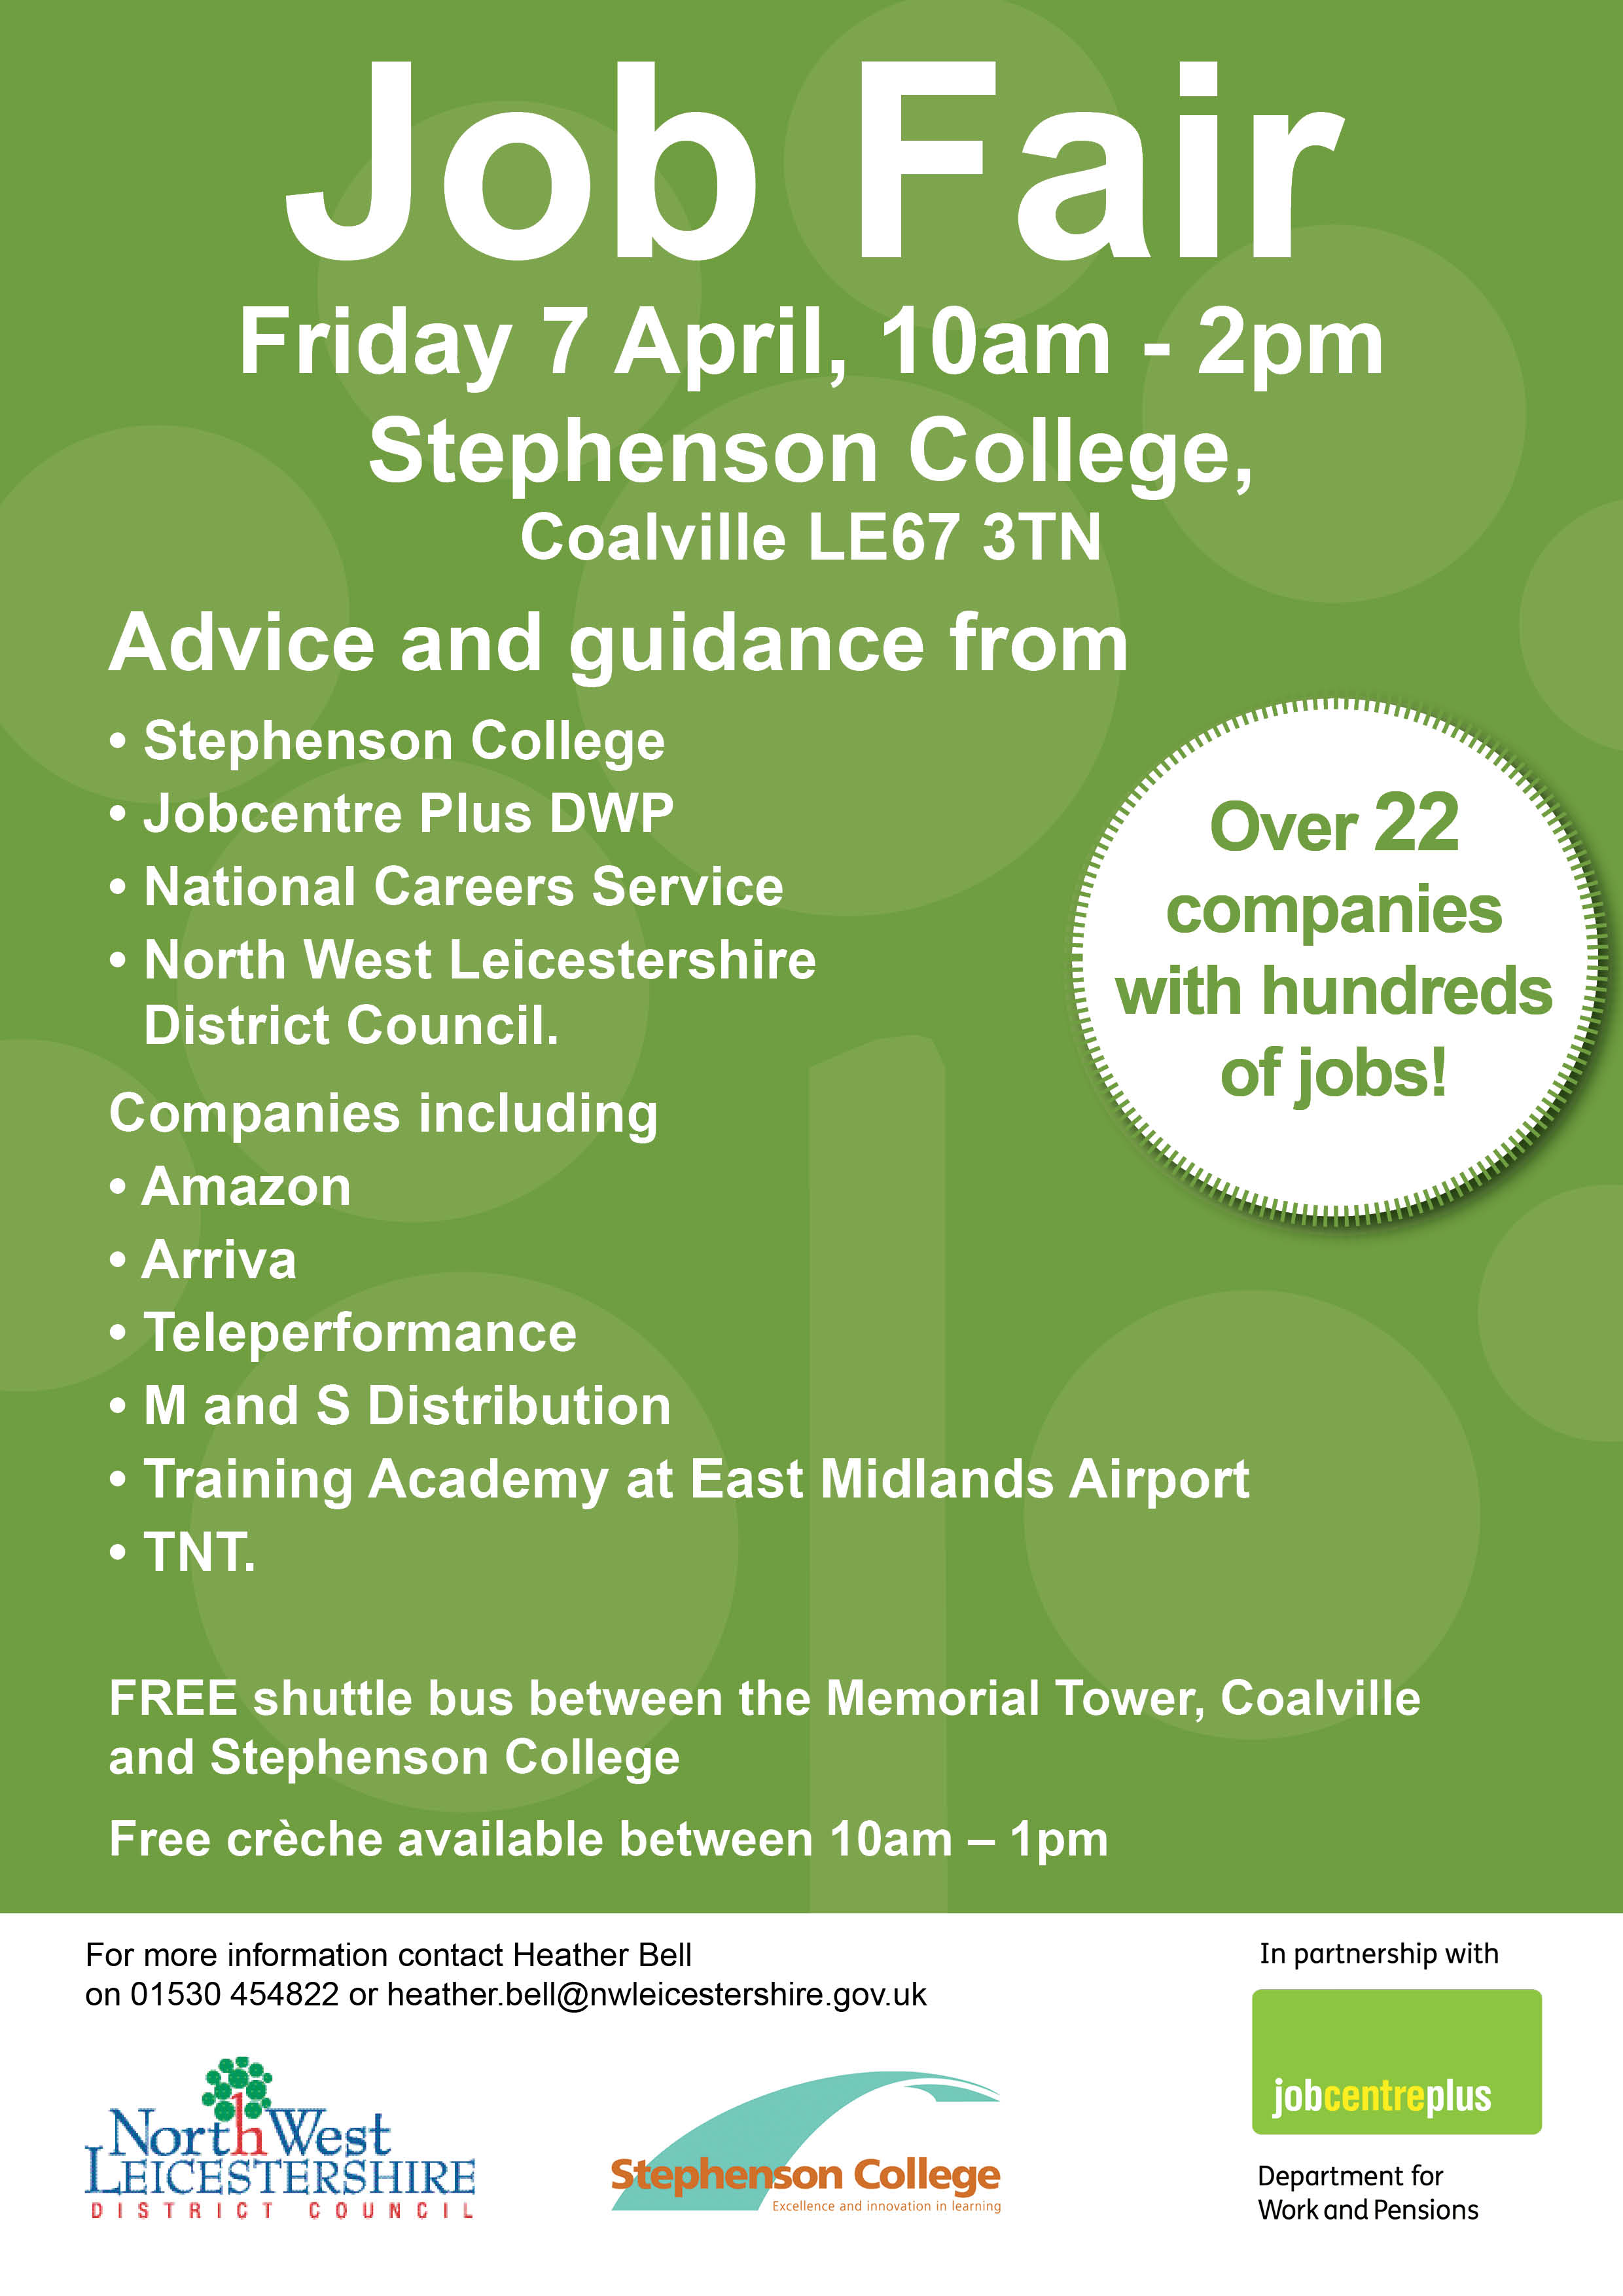 Job Fair
Friday 7 April, 10am - 2pm
Stephenson College,
Coalville LE67 3TN
Advice and guidance from
• Stephenson College
• Jobcentre Plus DWP
• National Careers Service
• North West Leicestershire
District Council.
Over 22
companies
with hundreds
of jobs!
Companies including
• Amazon
• Arriva
• Teleperformance
• M and S Distribution
• Training Academy at East Midlands Airport
• TNT.
FREE shuttle bus between the Memorial Tower, Coalville
and Stephenson College
Free crèche available between 10am – 1pm
For more information contact Heather Bell
on 01530 454822 or heather.bell@nwleicestershire.gov.uk
North West
Leicestershire
DISTRICT COUNCIL
Stephenson College
Excellence and innovation in learning
In partnership with
jobcentreplus
Department for
Work and Pensions